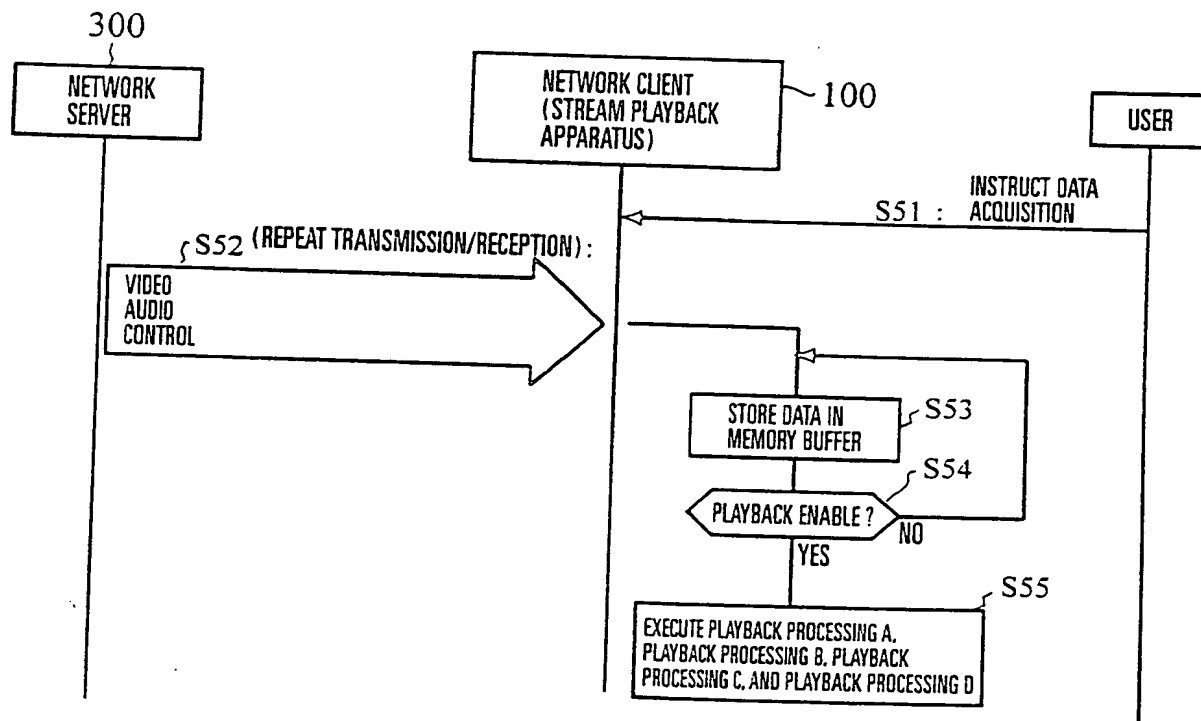 300
NETWORK
SERVER
NETWORK CLIENT
(STREAM PLAYBACK
APPARATUS)
100
USER
S51 : INSTRUCT DATA
ACQUISITION
S52 (REPEAT TRANSMISSION/RECEPTION) :
VIDEO
AUDIO
CONTROL
STORE DATA IN
MEMORY BUFFER
S53
S54
PLAYBACK ENABLE ?
NO
YES
S55
EXECUTE PLAYBACK PROCESSING A,
PLAYBACK PROCESSING B, PLAYBACK
PROCESSING C, AND PLAYBACK PROCESSING D